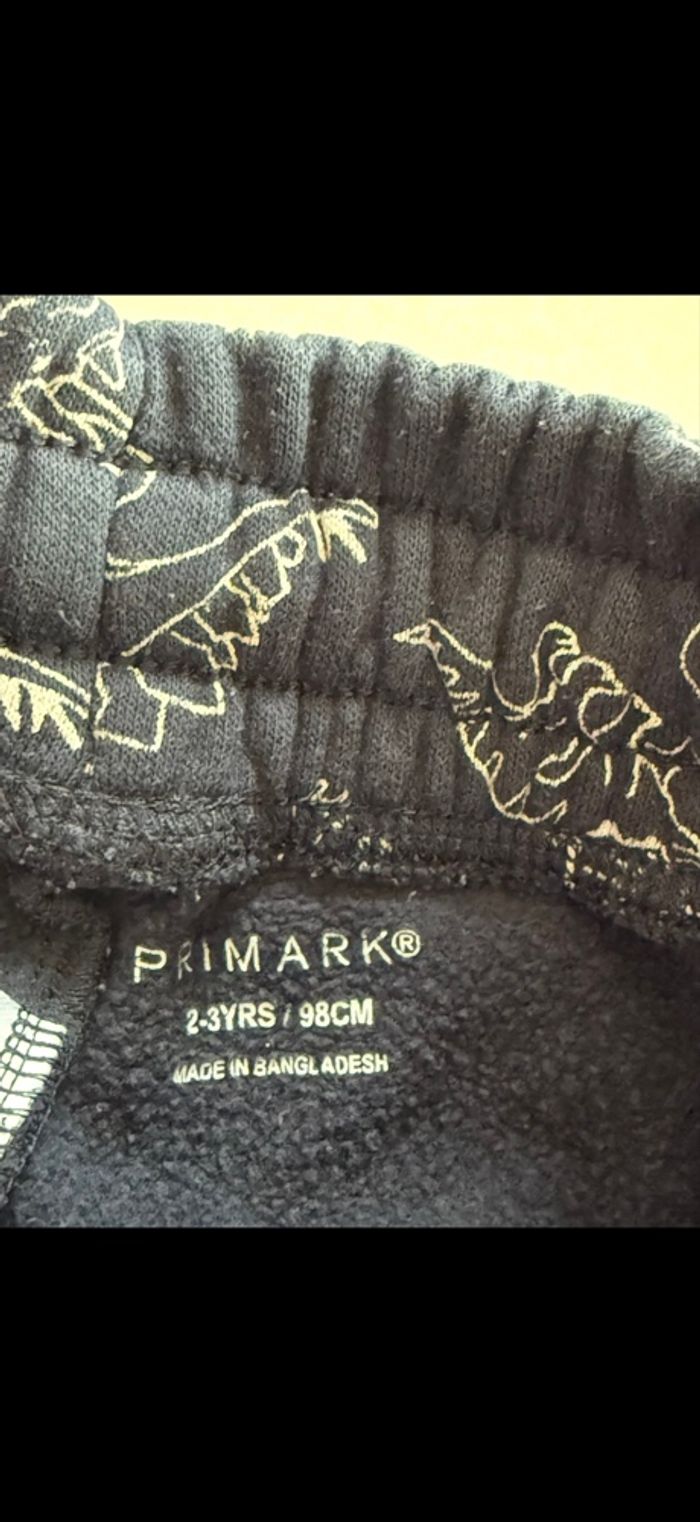 PRIMARK®
2-3YRS / 98CM
MADE IN BANGLADESH